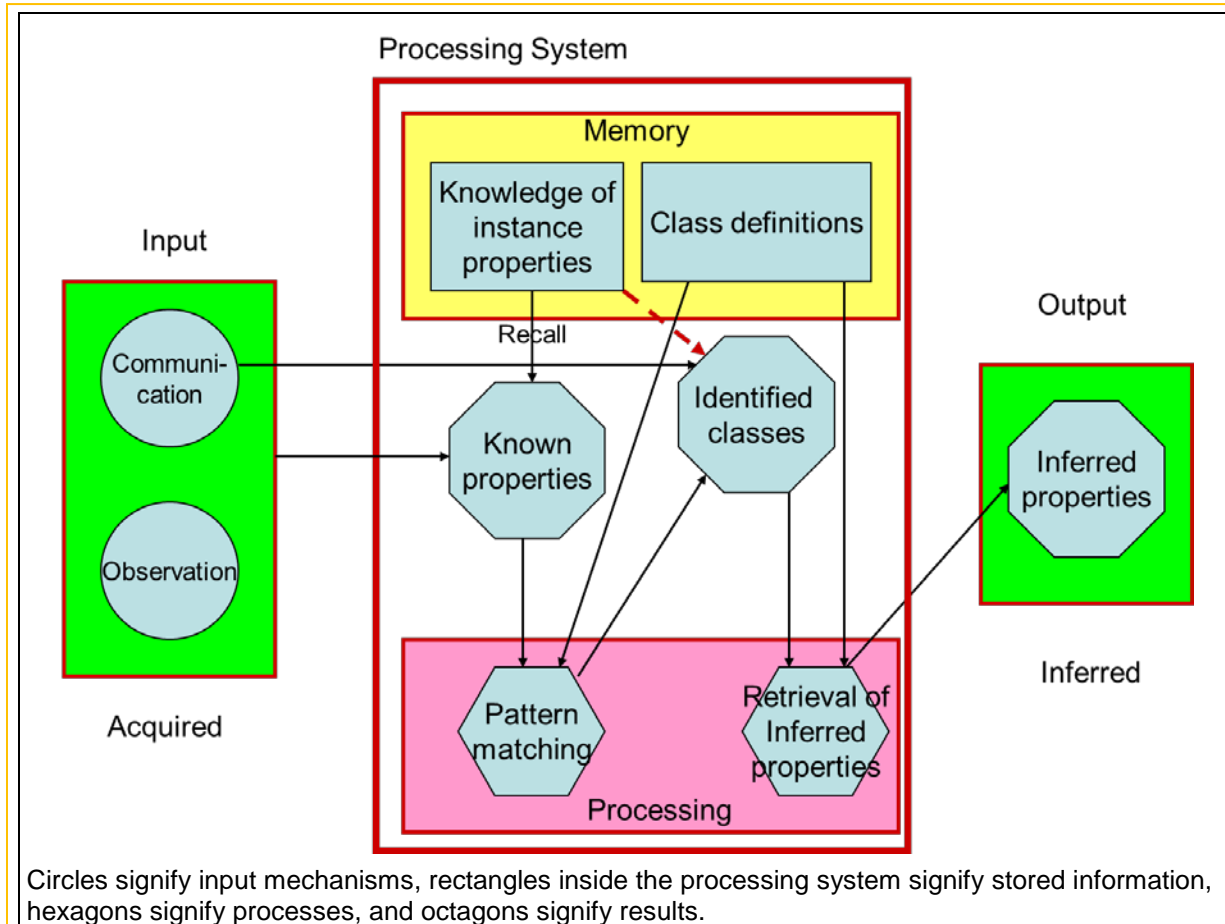 Processing System
Memory
Knowledge of
instance
properties
Class definitions
Input
Output
Recall
Communi-
cation
Identified
classes
Known
properties
Inferred
properties
Observation
Inferred
Acquired
Pattern
matching
Retrieval of
Inferred
properties
Processing
Circles signify input mechanisms, rectangles inside the processing system signify stored information,
hexagons signify processes, and octagons signify results.